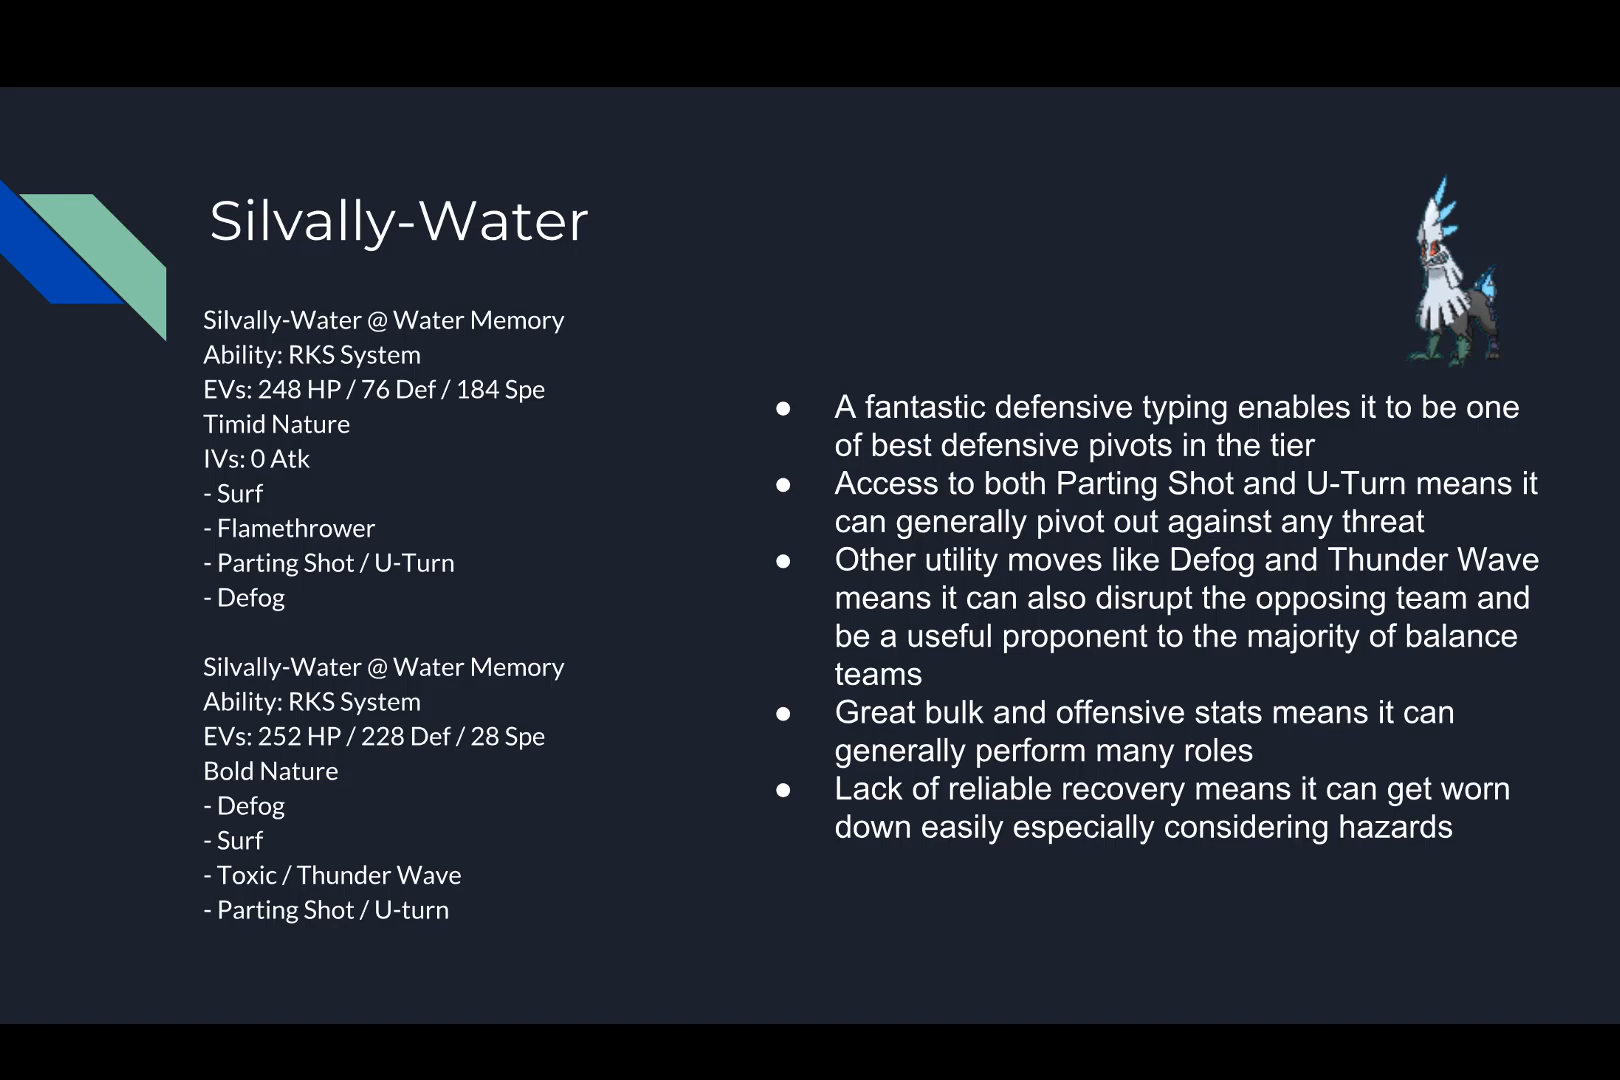 Silvally-Water
Silvally-Water @ Water Memory
Ability: RKS System
EVs: 248 HP / 76 Def / 184 Spe
Timid Nature
IVs: 0 Atk
- Surf
- Flamethrower
- Parting Shot / U-Turn
- Defog
Silvally-Water @ Water Memory
Ability: RKS System
EVs: 252 HP / 228 Def / 28 Spe
Bold Nature
- Defog
- Surf
- Toxic / Thunder Wave
- Parting Shot / U-turn
● A fantastic defensive typing enables it to be one
of best defensive pivots in the tier
● Access to both Parting Shot and U-Turn means it
can generally pivot out against any threat
● Other utility moves like Defog and Thunder Wave
means it can also disrupt the opposing team and
be a useful proponent to the majority of balance
teams
● Great bulk and offensive stats means it can
generally perform many roles
● Lack of reliable recovery means it can get worn
down easily especially considering hazards